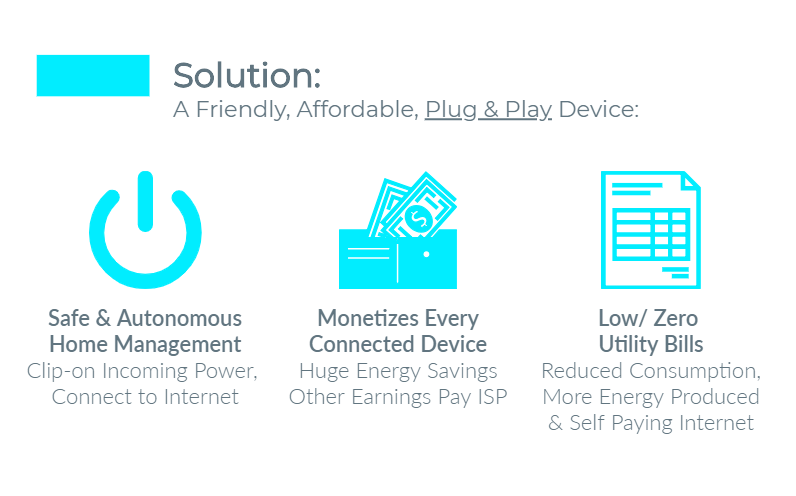 Solution:
A Friendly, Affordable, Plug & Play Device:
Safe & Autonomous
Home Management
Clip-on Incoming Power,
Connect to Internet
Monetizes Every
Connected Device
Huge Energy Savings
Other Earnings Pay ISP
Low/ Zero
Utility Bills
Reduced Consumption,
More Energy Produced
& Self Paying Internet